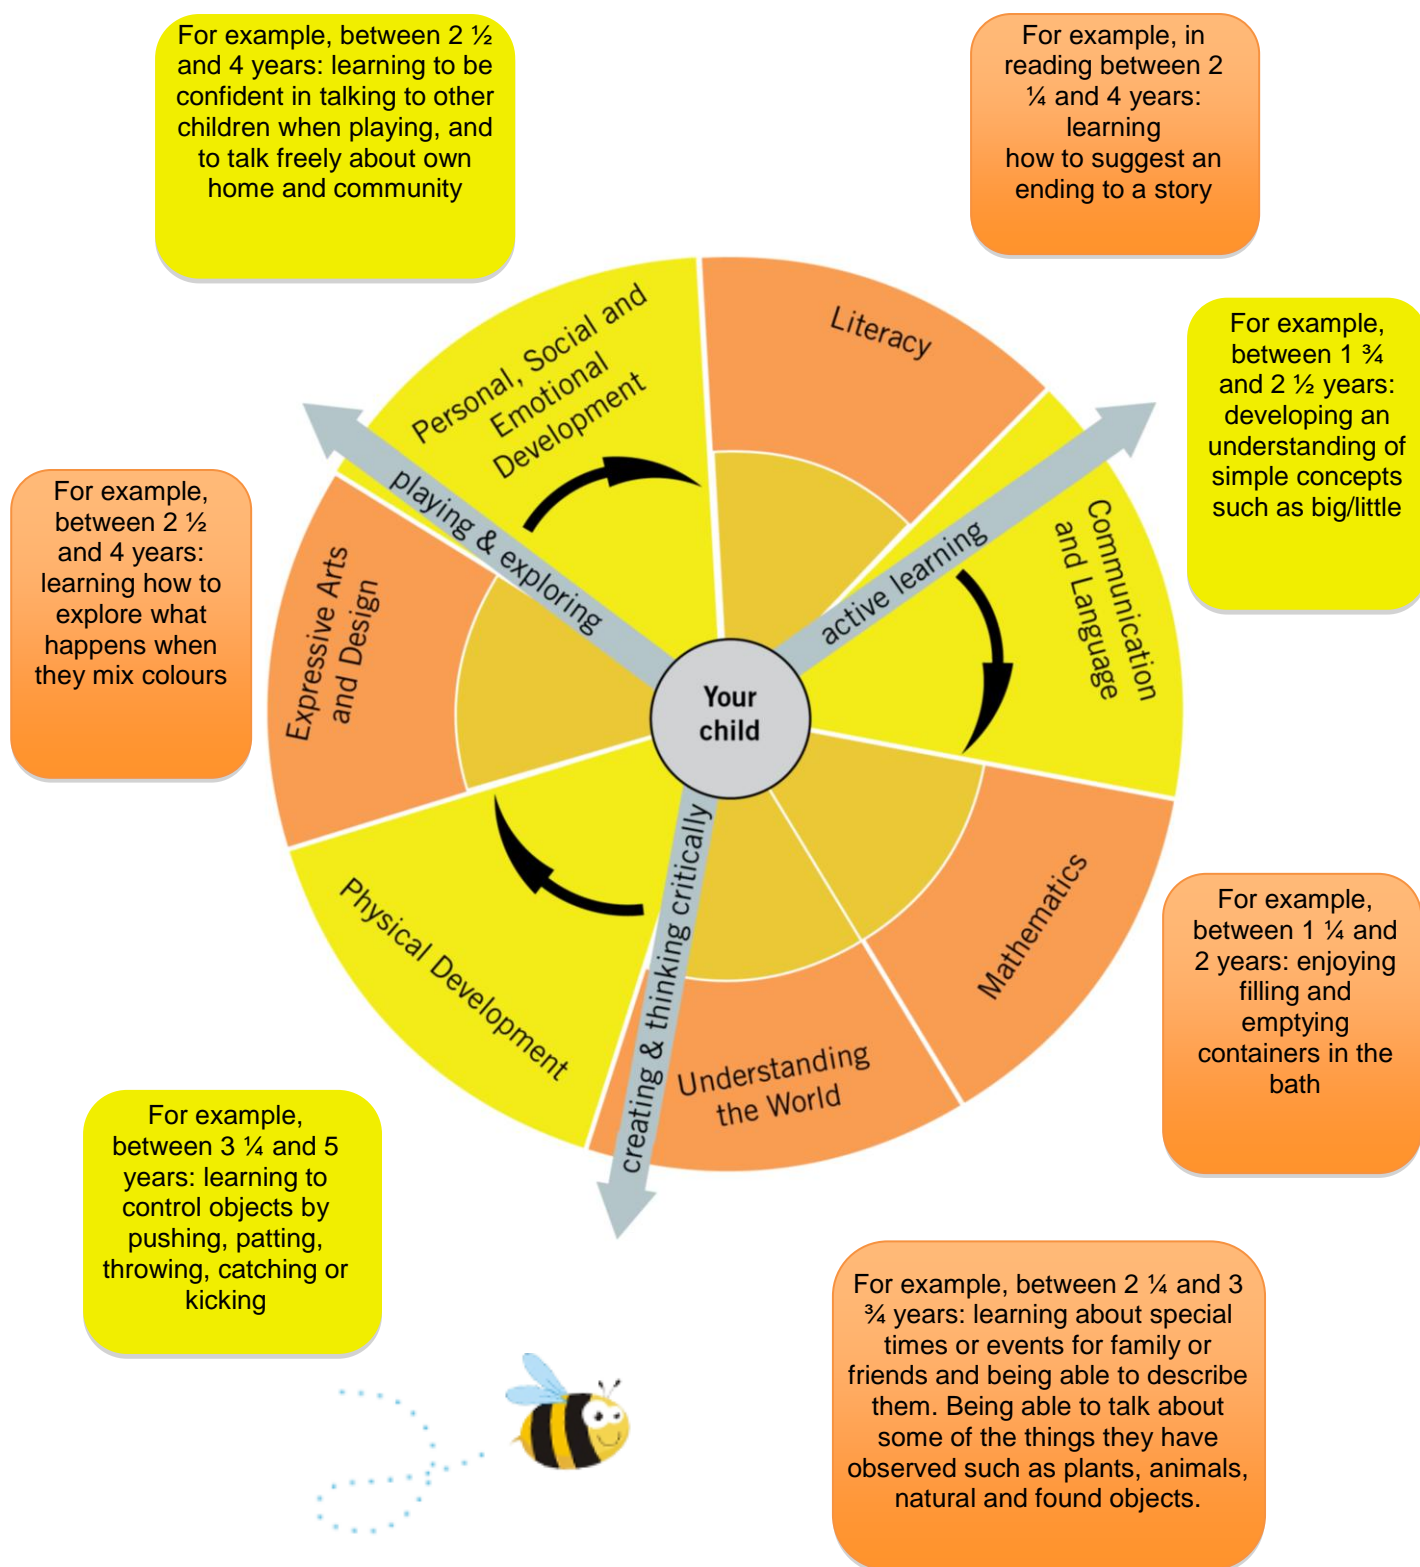 For example, between 2 ½
and 4 years: learning to be
confident in talking to other
children when playing, and
to talk freely about own
home and community
For example, in
reading between 2
¼ and 4 years:
learning
how to suggest an
ending to a story
For example,
between 1 ¾
and 2 ½ years:
developing an
understanding of
simple concepts
such as big/little
For example,
between 2 ½
and 4 years:
learning how to
explore what
happens when
they mix colours
Personal, Social and
Emotional
Development
Literacy
Communication
and Language
playing & exploring
active learning
Expressive Arts
and Design
Your
child
Physical Development
creating & thinking critically
Understanding
the World
Mathematics
For example,
between 1 ¼ and
2 years: enjoying
filling and
emptying
containers in the
bath
For example,
between 3 ¼ and 5
years: learning to
control objects by
pushing, patting,
throwing, catching or
kicking
For example, between 2 ¼ and 3
¾ years: learning about special
times or events for family or
friends and being able to describe
them. Being able to talk about
some of the things they have
observed such as plants, animals,
natural and found objects.